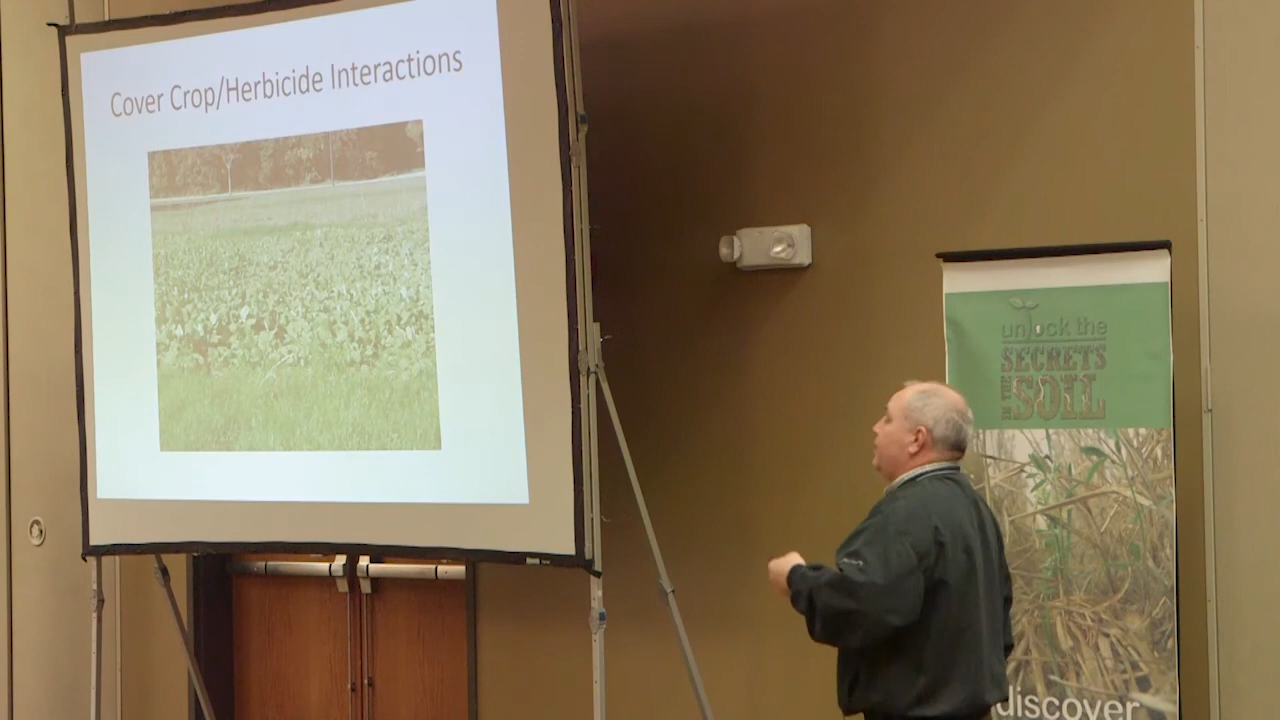 Cover Crop/Herbicide Interactions
unlock the
SECRETS
IN THE
SOIL
discover